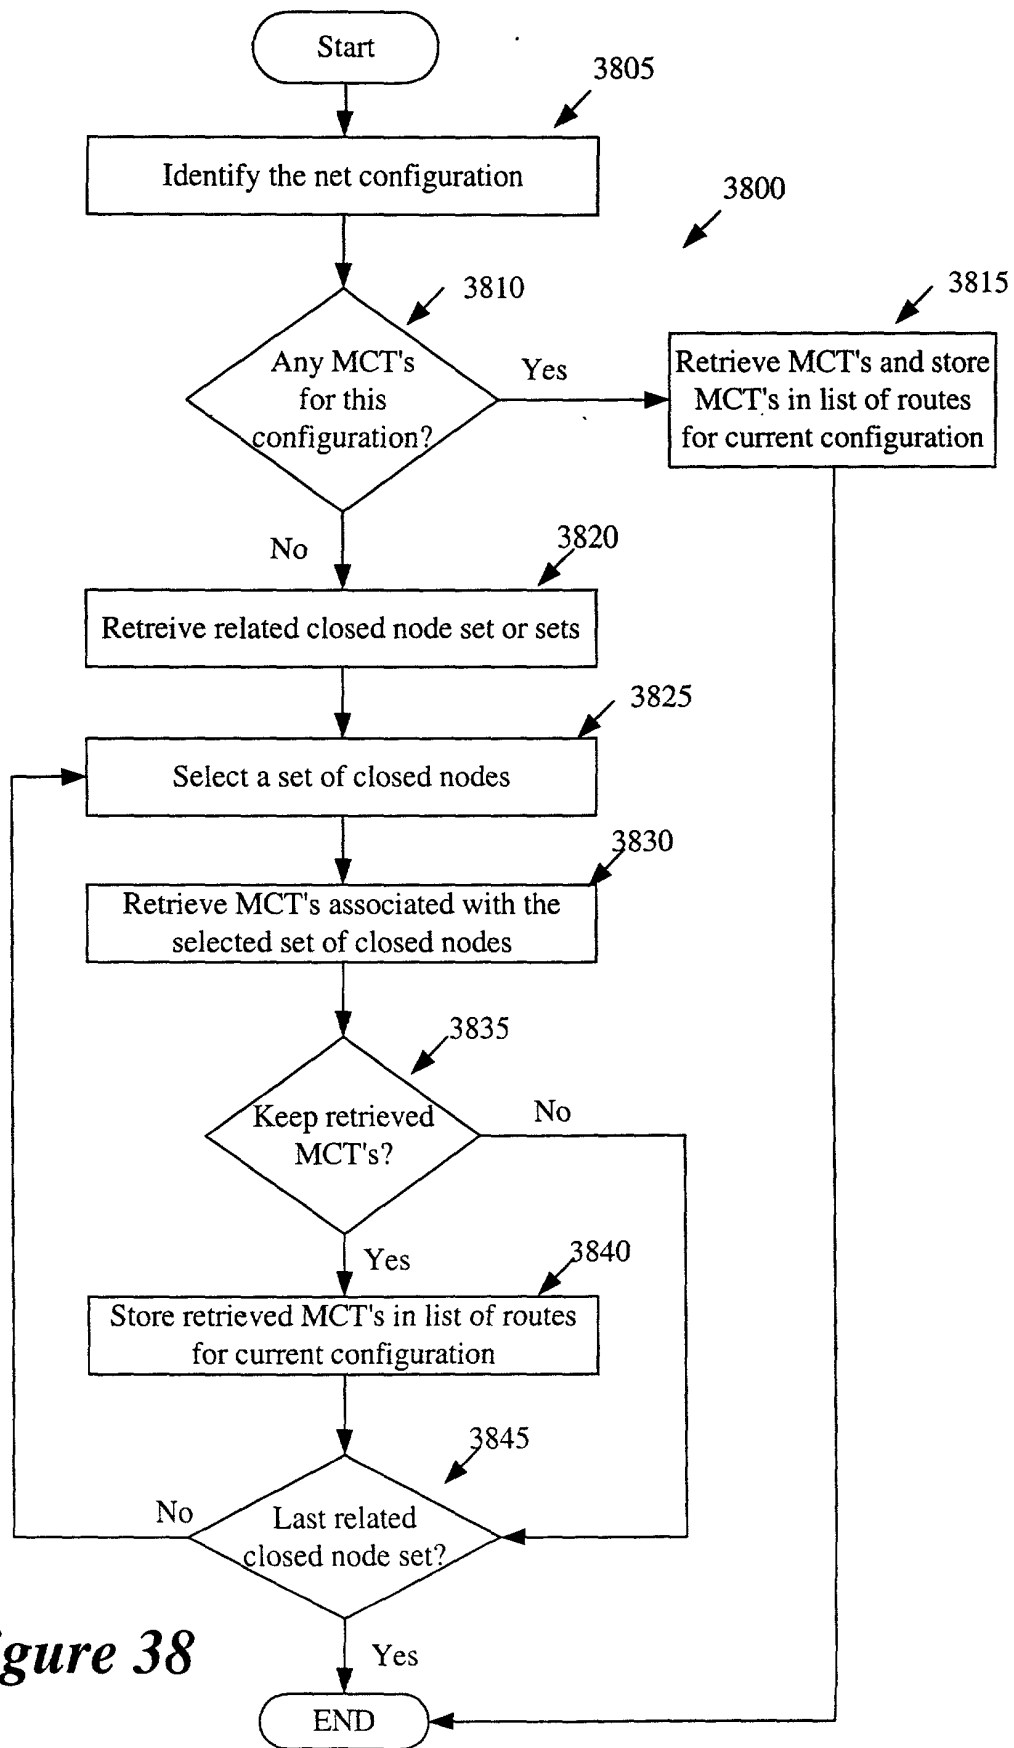 Start
3805
Identify the net configuration
3800
3810
3815
Any MCT's
for this
configuration?
Yes
Retrieve MCT's and store
MCT's in list of routes
for current configuration
No
3820
Retreive related closed node set or sets
3825
Select a set of closed nodes
3830
Retrieve MCT's associated with the
selected set of closed nodes
3835
Keep retrieved
MCT's?
No
Yes
3840
Store retrieved MCT's in list of routes
for current configuration
3845
No
Last related
closed node set?
gure 38
Yes
END